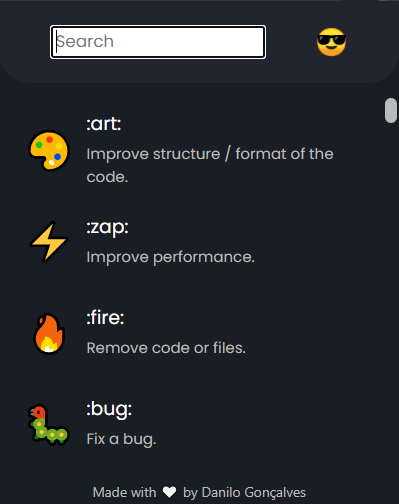 Search
:art:
Improve structure / format of the
code.
:zap:
Improve performance.
:fire:
Remove code or files.
:bug:
Fix a bug.
Made with 🤍 by Danilo Gonçalves